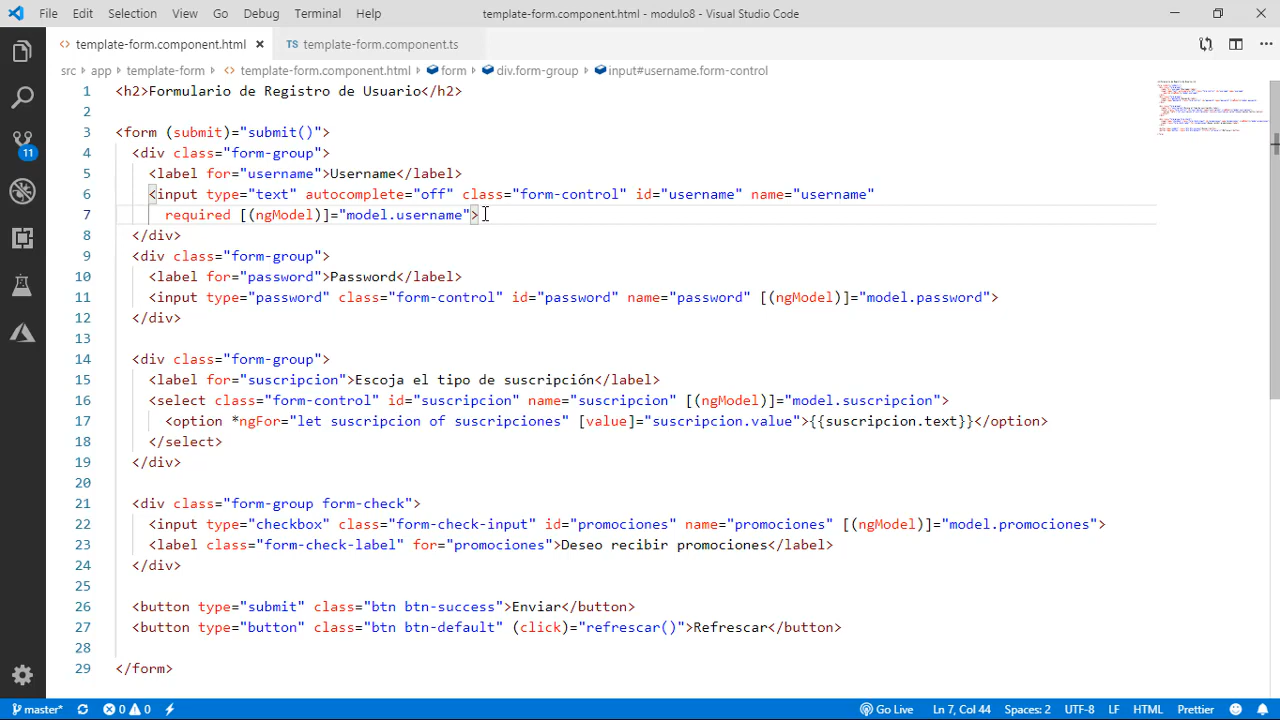 File Edit Selection View Go Debug Terminal Help template-form.component.html - modulo8 - Visual Studio Code
template-form.component.html TS template-form.component.ts
src › app › template-form › template-form.component.html › form › div.form-group › input#username.form-control
1 <h2>Formulario de Registro de Usuario</h2>
2
3 <form (submit)="submit()">
4 <div class="form-group">
5 <label for="username">Username</label>
6 <input type="text" autocomplete="off" class="form-control" id="username" name="username"
7 required [(ngModel)]="model.username">
8 </div>
9 <div class="form-group">
10 <label for="password">Password</label>
11 <input type="password" class="form-control" id="password" name="password" [(ngModel)]="model.password">
12 </div>
13
14 <div class="form-group">
15 <label for="suscripcion">Escoja el tipo de suscripción</label>
16 <select class="form-control" id="suscripcion" name="suscripcion" [(ngModel)]="model.suscripcion">
17 <option *ngFor="let suscripcion of suscripciones" [value]="suscripcion.value">{{suscripcion.text}}</option>
18 </select>
19 </div>
20
21 <div class="form-group form-check">
22 <input type="checkbox" class="form-check-input" id="promociones" name="promociones" [(ngModel)]="model.promociones">
23 <label class="form-check-label" for="promociones">Deseo recibir promociones</label>
24 </div>
25
26 <button type="submit" class="btn btn-success">Enviar</button>
27 <button type="button" class="btn btn-default" (click)="refrescar()">Refrescar</button>
28
29 </form>
11
master* 0 0 Go Live Ln 7, Col 44 Spaces: 2 UTF-8 LF HTML Prettier